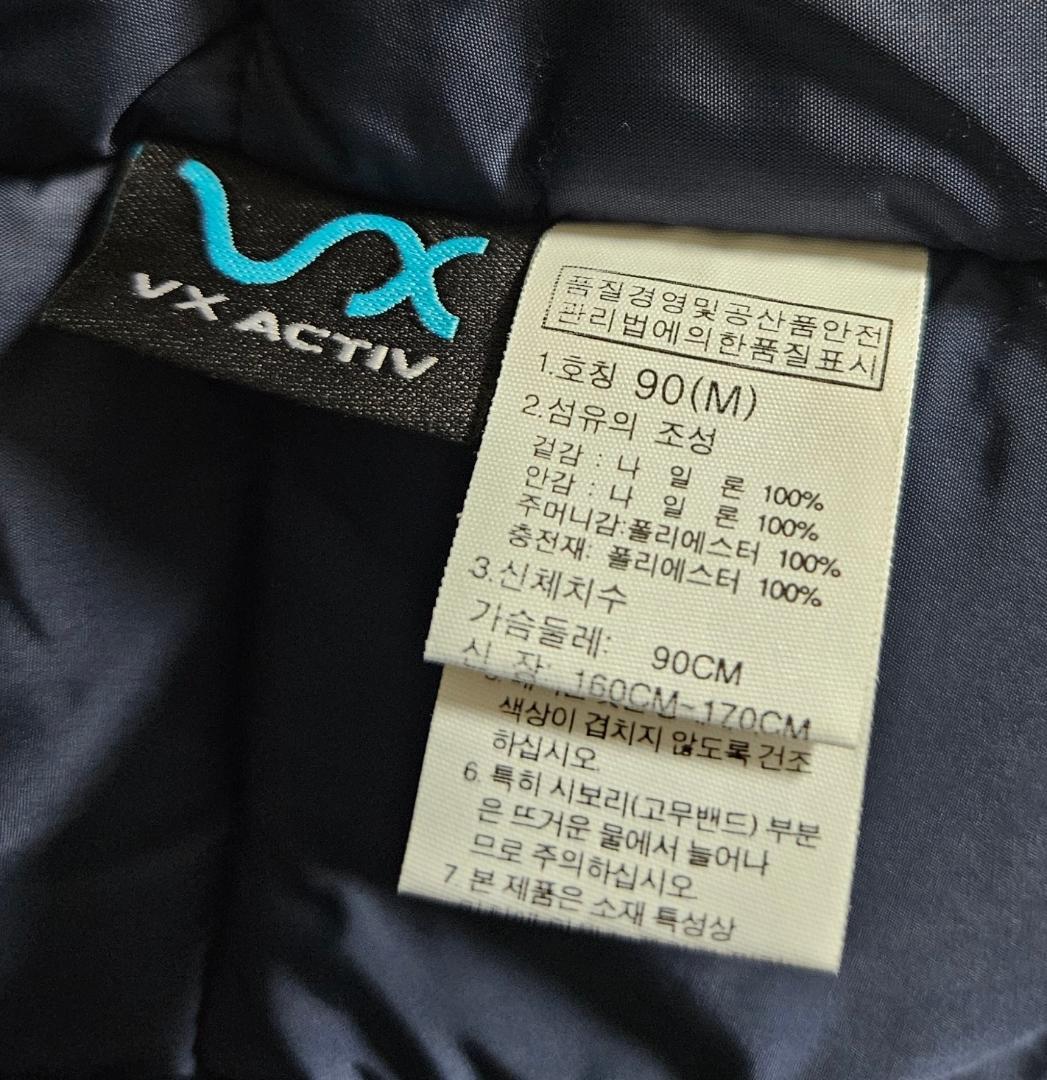 VX
VX ACTIV
품질경영및공산품안전
관리법에의한품질표시
1.호칭 90(M)
2.섬유의 조성
겉감 : 나 일 론 100%
안감 : 나 일 론 100%
주머니감:폴리에스터 100%
충전재: 폴리에스터 100%
3.신체치수
가슴둘레: 90CM
신 장: 160CM~170CM
색상이 겹치지 않도록 건조
하십시오.
6. 특히 시보리(고무밴드) 부분
은 뜨거운 물에서 늘어나
므로 주의하십시오.
7. 본 제품은 소재 특성상